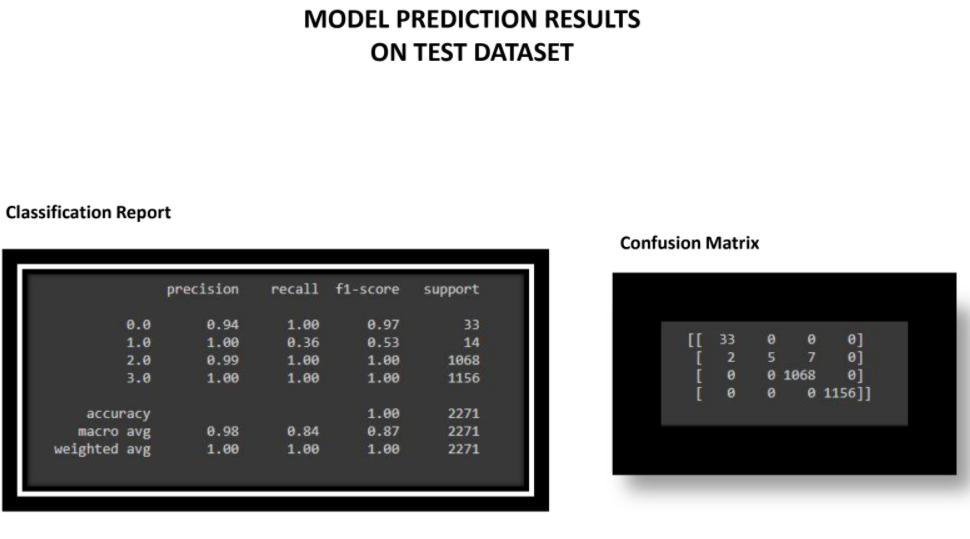 MODEL PREDICTION RESULTS
ON TEST DATASET
Classification Report
precision recall f1-score support
0.0 0.94 1.00 0.97 33
1.0 1.00 0.36 0.53 14
2.0 0.99 1.00 1.00 1068
3.0 1.00 1.00 1.00 1156
accuracy 1.00 2271
macro avg 0.98 0.84 0.87 2271
weighted avg 1.00 1.00 1.00 2271
Confusion Matrix
[[ 33 0 0 0]
[ 2 5 7 0]
[ 0 0 1068 0]
[ 0 0 0 1156]]